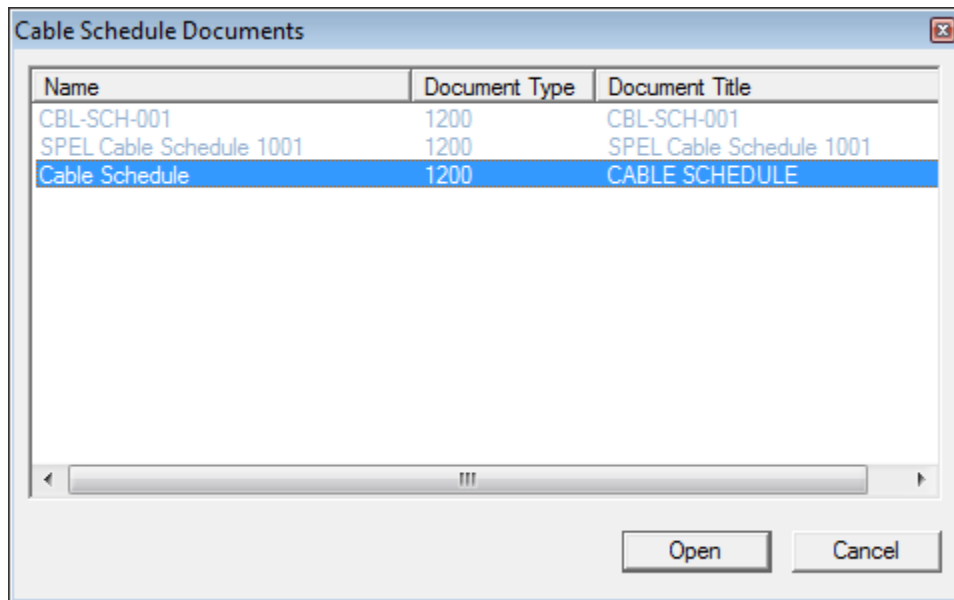 Cable Schedule Documents
Name Document Type Document Title
CBL-SCH-001 1200 CBL-SCH-001
SPEL Cable Schedule 1001 1200 SPEL Cable Schedule 1001
Cable Schedule 1200 CABLE SCHEDULE
Open Cancel